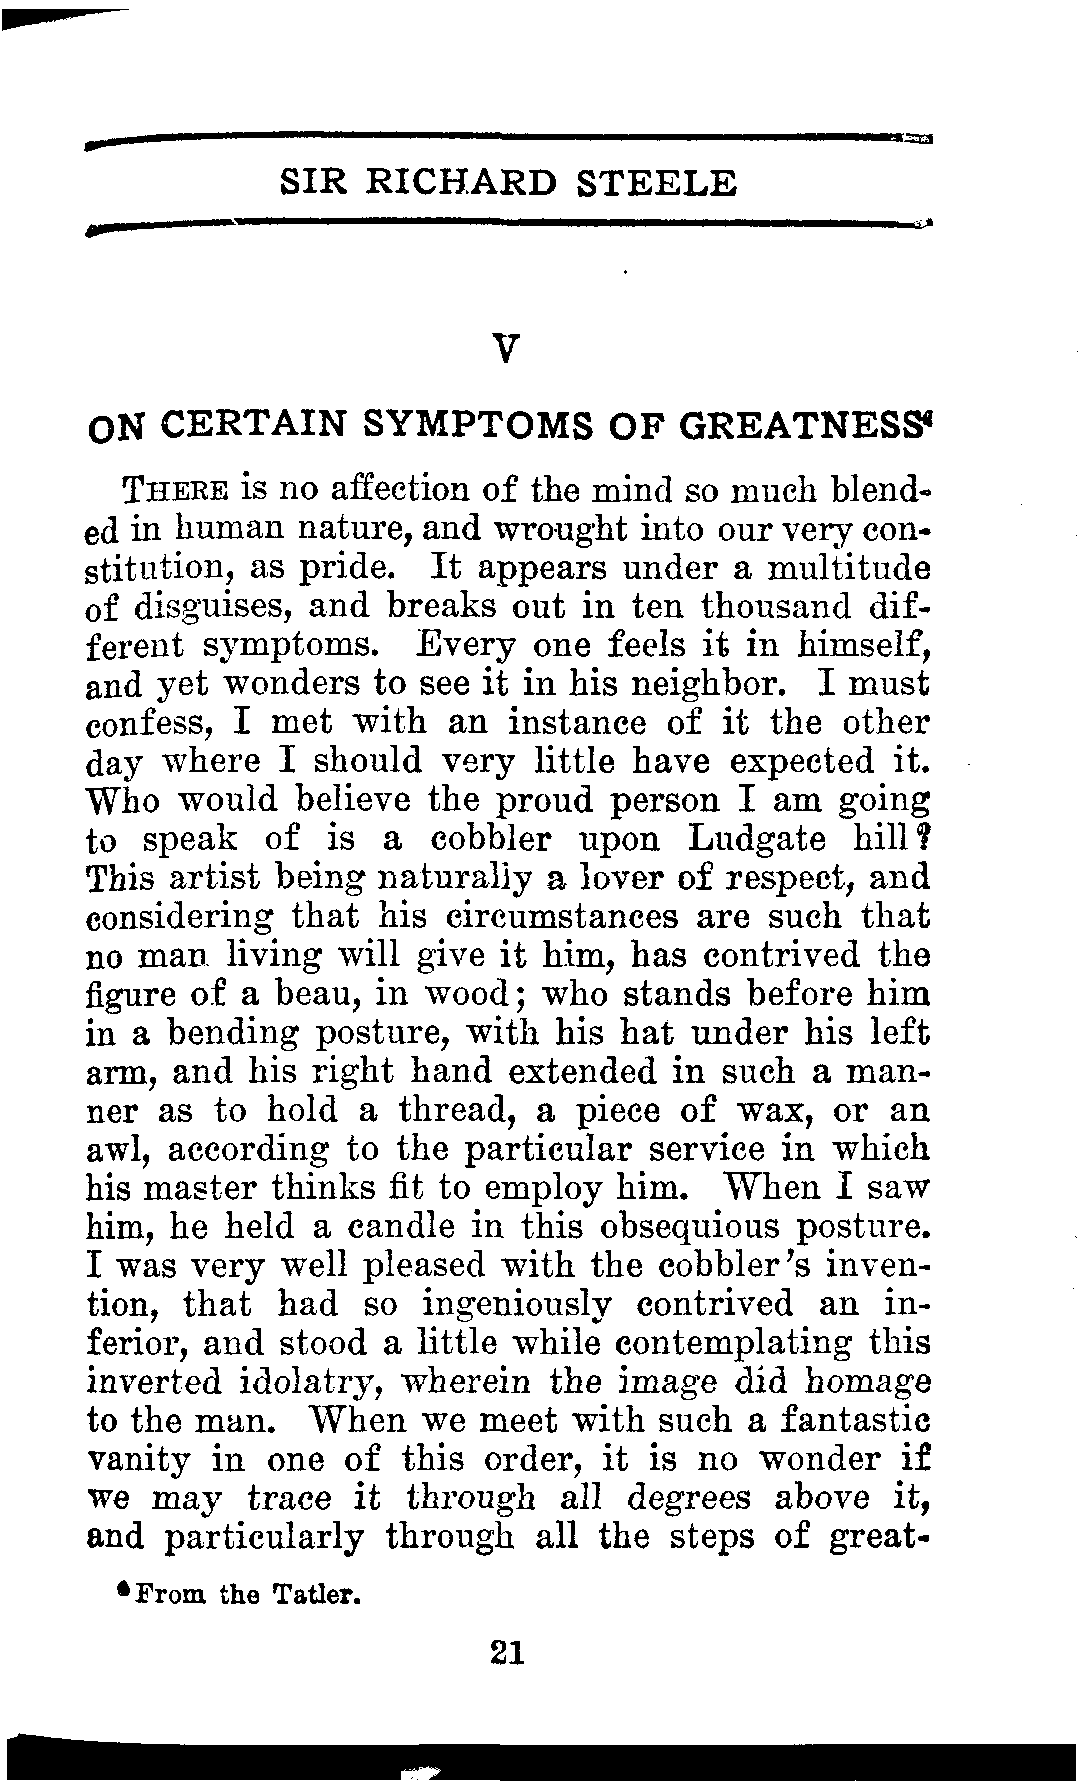 SIR RICHARD STEELE
V
ON CERTAIN SYMPTOMS OF GREATNESS*
THERE is no affection of the mind so much blend-
ed in human nature, and wrought into our very con-
stitution, as pride. It appears under a multitude
of disguises, and breaks out in ten thousand dif-
ferent symptoms. Every one feels it in himself,
and yet wonders to see it in his neighbor. I must
confess, I met with an instance of it the other
day where I should very little have expected it.
Who would believe the proud person I am going
to speak of is a cobbler upon Ludgate hill?
This artist being naturally a lover of respect, and
considering that his circumstances are such that
no man living will give it him, has contrived the
figure of a beau, in wood; who stands before him
in a bending posture, with his hat under his left
arm, and his right hand extended in such a man-
ner as to hold a thread, a piece of wax, or an
awl, according to the particular service in which
his master thinks fit to employ him. When I saw
him, he held a candle in this obsequious posture.
I was very well pleased with the cobbler's inven-
tion, that had so ingeniously contrived an in-
ferior, and stood a little while contemplating this
inverted idolatry, wherein the image did homage
to the man. When we meet with such a fantastic
vanity in one of this order, it is no wonder if
we may trace it through all degrees above it,
and particularly through all the steps of great-
*From the Tatler.
21